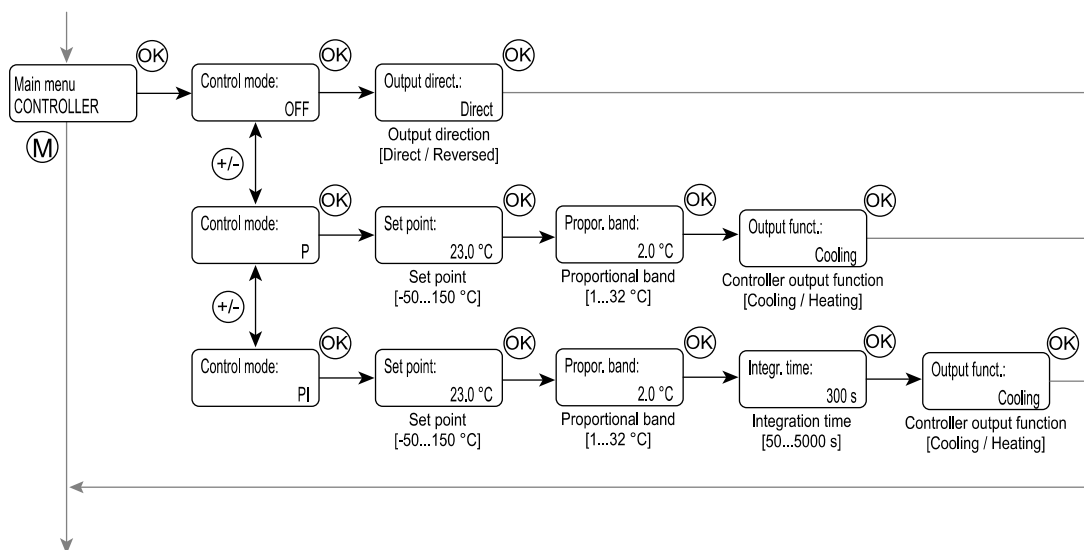 OK
OK
OK
Main menu
CONTROLLER
Control mode:
OFF
Output direct.:
Direct
M
Output direction
[Direct / Reversed]
+/-
OK
OK
OK
OK
Control mode:
P
Set point:
23.0 °C
Propor. band:
2.0 °C
Output funct.:
Cooling
Set point
[-50...150 °C]
Proportional band
[1...32 °C]
Controller output function
[Cooling / Heating]
+/-
OK
OK
OK
OK
OK
Control mode:
PI
Set point:
23.0 °C
Propor. band:
2.0 °C
Integr. time:
300 s
Output funct.:
Cooling
Set point
[-50...150 °C]
Proportional band
[1...32 °C]
Integration time
[50...5000 s]
Controller output function
[Cooling / Heating]